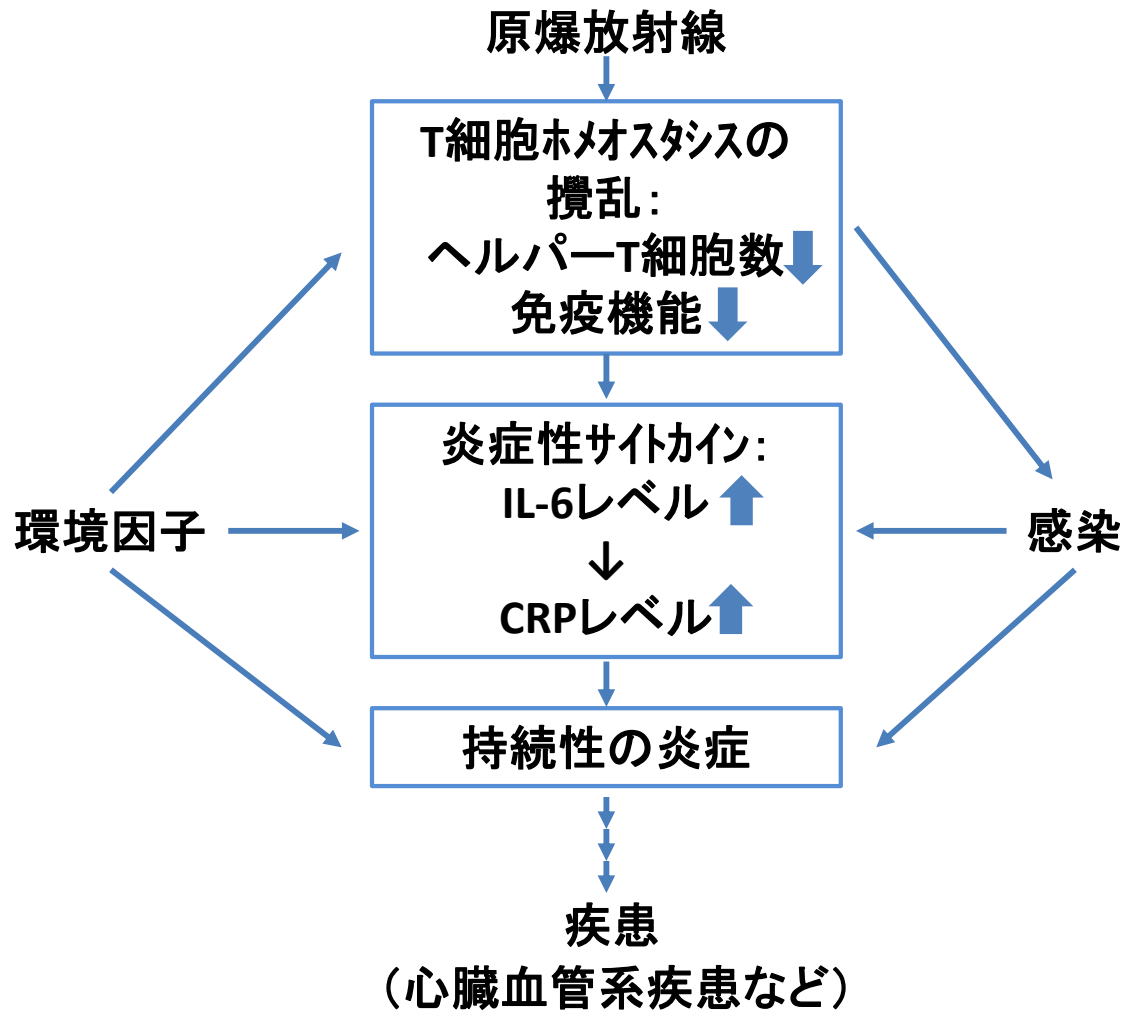 原爆放射線
T細胞ホメオスタシスの
攪乱：
ヘルパーT細胞数
免疫機能
炎症性サイトカイン：
IL-6レベル
↓
CRPレベル
環境因子
感染
持続性の炎症
疾患
（心臓血管系疾患など）